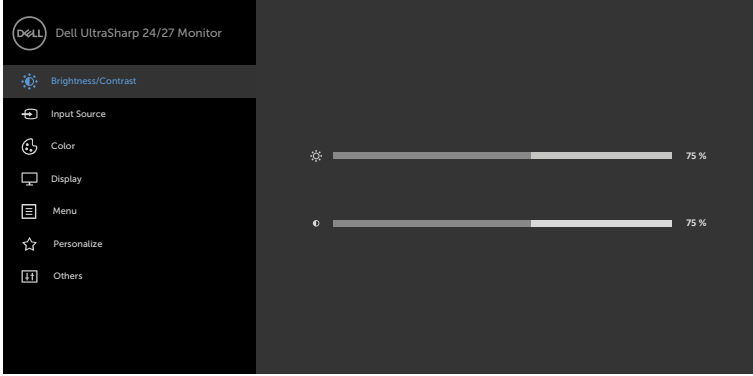 DELL
Dell UltraSharp 24/27 Monitor
Brightness/Contrast
Input Source
Color
Display
Menu
Personalize
Others
75 %
75 %